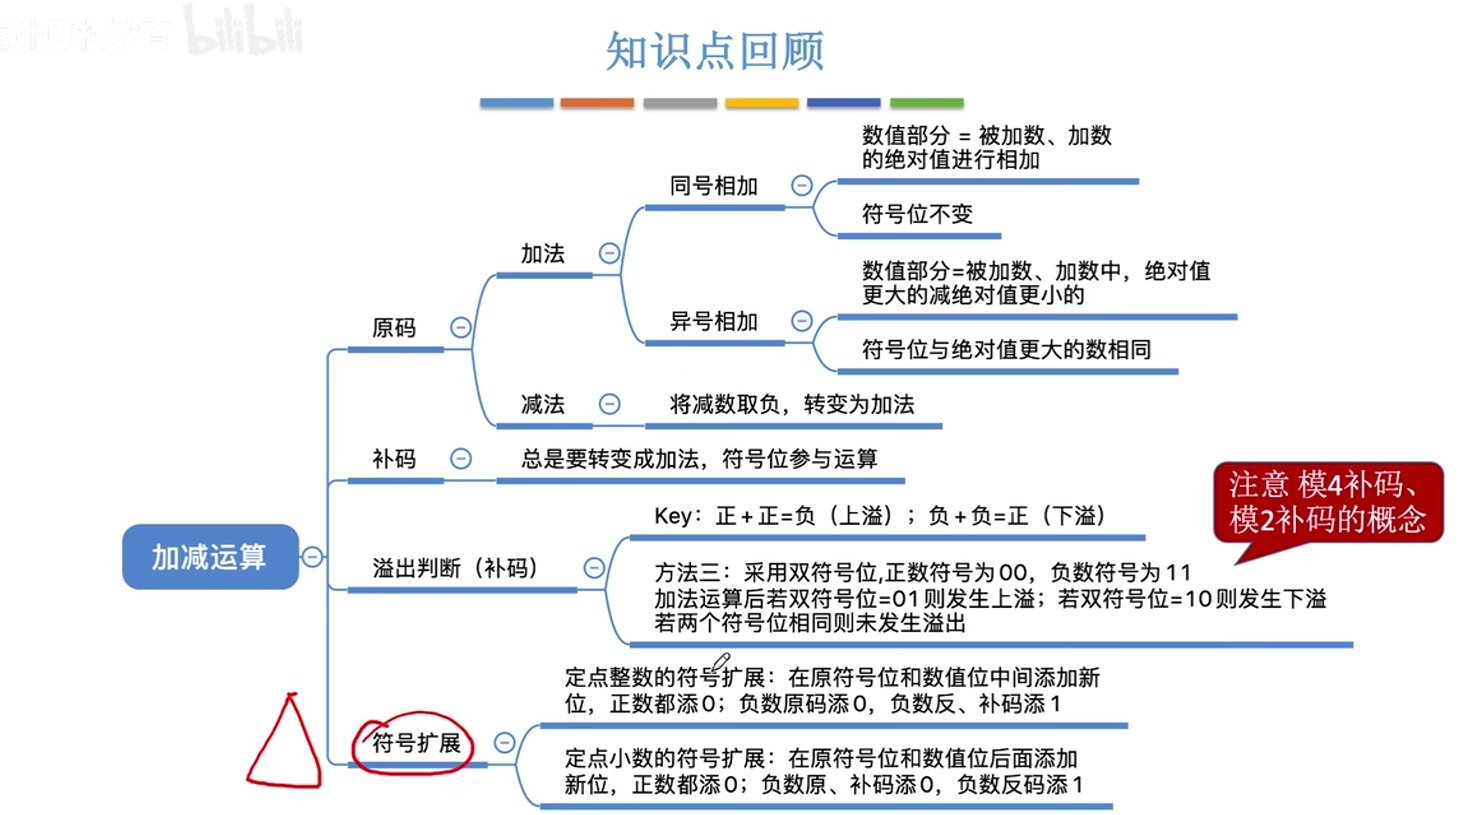 bilibili
知识点回顾
数值部分 = 被加数、加数
的绝对值进行相加
同号相加
符号位不变
加法
数值部分=被加数、加数中，绝对值
更大的减绝对值更小的
异号相加
原码
符号位与绝对值更大的数相同
减法
将减数取负，转变为加法
补码
总是要转变成加法，符号位参与运算
注意 模4补码、
模2补码的概念
Key：正+正=负（上溢）；负+负=正（下溢）
加减运算
溢出判断（补码）
方法三：采用双符号位,正数符号为00，负数符号为11
加法运算后若双符号位=01则发生上溢；若双符号位=10则发生下溢
若两个符号位相同则未发生溢出
定点整数的符号扩展：在原符号位和数值位中间添加新
位，正数都添0；负数原码添0，负数反、补码添1
符号扩展
定点小数的符号扩展：在原符号位和数值位后面添加
新位，正数都添0；负数原、补码添0，负数反码添1